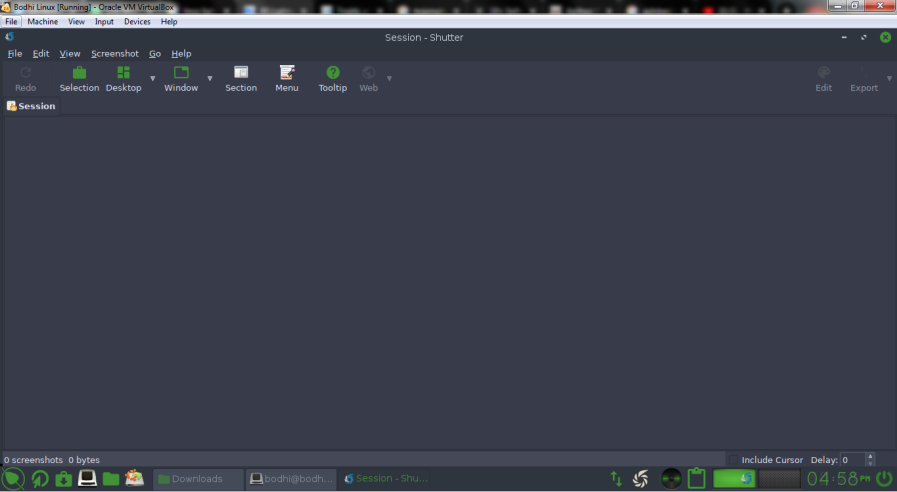 Bodhi Linux [Running] - Oracle VM VirtualBox
File Machine View Input Devices Help
Session - Shutter
File Edit View Screenshot Go Help
Redo Selection Desktop Window Section Menu Tooltip Web Edit Export
Session
0 screenshots 0 bytes Include Cursor Delay: 0
Downloads bodhi@bodh... Session - Shu... 04:58 PM